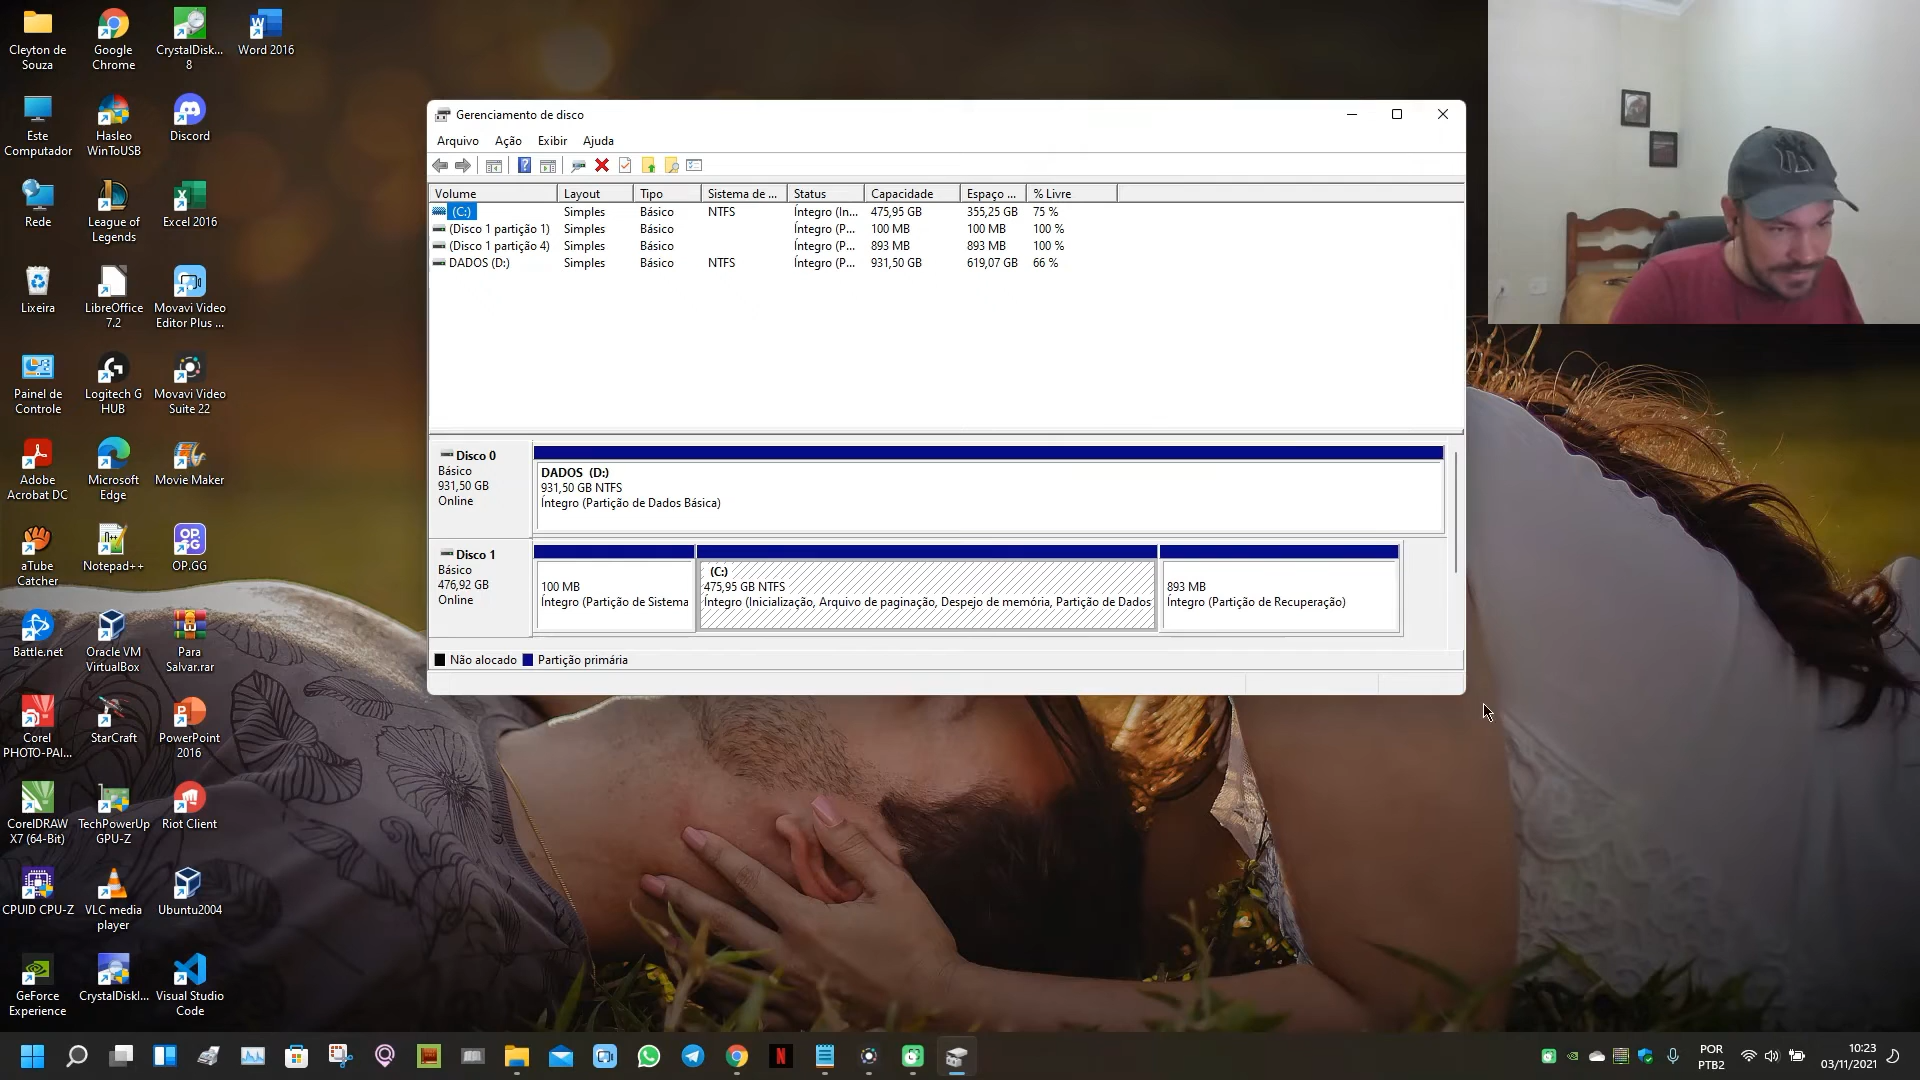 Cleyton de
Souza
Google
Chrome
CrystalDisk...
8
Word 2016
Este
Computador
Hasleo
WinToUSB
Discord
Rede
League of
Legends
Excel 2016
Lixeira
LibreOffice
7.2
Movavi Video
Editor Plus ...
Painel de
Controle
Logitech G
HUB
Movavi Video
Suite 22
Adobe
Acrobat DC
Microsoft
Edge
Movie Maker
aTube
Catcher
Notepad++
OP.GG
OP.
GG
Battle.net
Oracle VM
VirtualBox
Para
Salvar.rar
Corel
PHOTO-PAI...
StarCraft
PowerPoint
2016
CorelDRAW
X7 (64-Bit)
TechPowerUp
GPU-Z
Riot Client
CPUID CPU-Z
VLC media
player
Ubuntu2004
GeForce
Experience
CrystalDiskI...
Visual Studio
Code
Gerenciamento de disco
Arquivo Ação Exibir Ajuda
Volume Layout Tipo Sistema de ... Status Capacidade Espaço ... % Livre
(C:) Simples Básico NTFS Íntegro (In... 475,95 GB 355,25 GB 75 %
(Disco 1 partição 1) Simples Básico Íntegro (P... 100 MB 100 MB 100 %
(Disco 1 partição 4) Simples Básico Íntegro (P... 893 MB 893 MB 100 %
DADOS (D:) Simples Básico NTFS Íntegro (P... 931,50 GB 619,07 GB 66 %
Disco 0
Básico
931,50 GB
Online
DADOS (D:)
931,50 GB NTFS
Íntegro (Partição de Dados Básica)
Disco 1
Básico
476,92 GB
Online
100 MB
Íntegro (Partição de Sistema
(C:)
475,95 GB NTFS
Íntegro (Inicialização, Arquivo de paginação, Despejo de memória, Partição de Dados
893 MB
Íntegro (Partição de Recuperação)
Não alocado Partição primária
POR
PTB2
10:23
03/11/2021